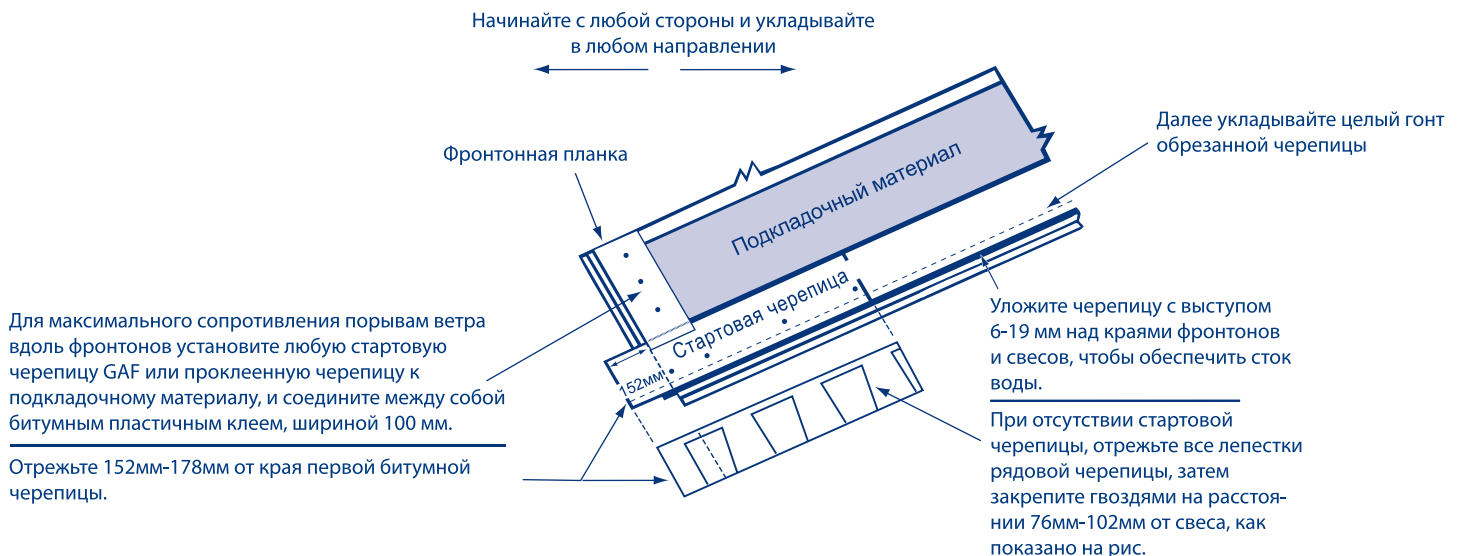 Начинайте с любой стороны и укладывайте
в любом направлении
Далее укладывайте целый гонт
обрезанной черепицы
Фронтонная планка
Подкладочный материал
Стартовая черепица
152мм
Для максимального сопротивления порывам ветра
вдоль фронтонов установите любую стартовую
черепицу GAF или проклеенную черепицу к
подкладочному материалу, и соедините между собой
битумным пластичным клеем, шириной 100 мм.
Отрежьте 152мм-178мм от края первой битумной
черепицы.
Уложите черепицу с выступом
6-19 мм над краями фронтонов
и свесов, чтобы обеспечить сток
воды.
При отсутствии стартовой
черепицы, отрежьте все лепестки
рядовой черепицы, затем
закрепите гвоздями на расстоя-
нии 76мм-102мм от свеса, как
показано на рис.